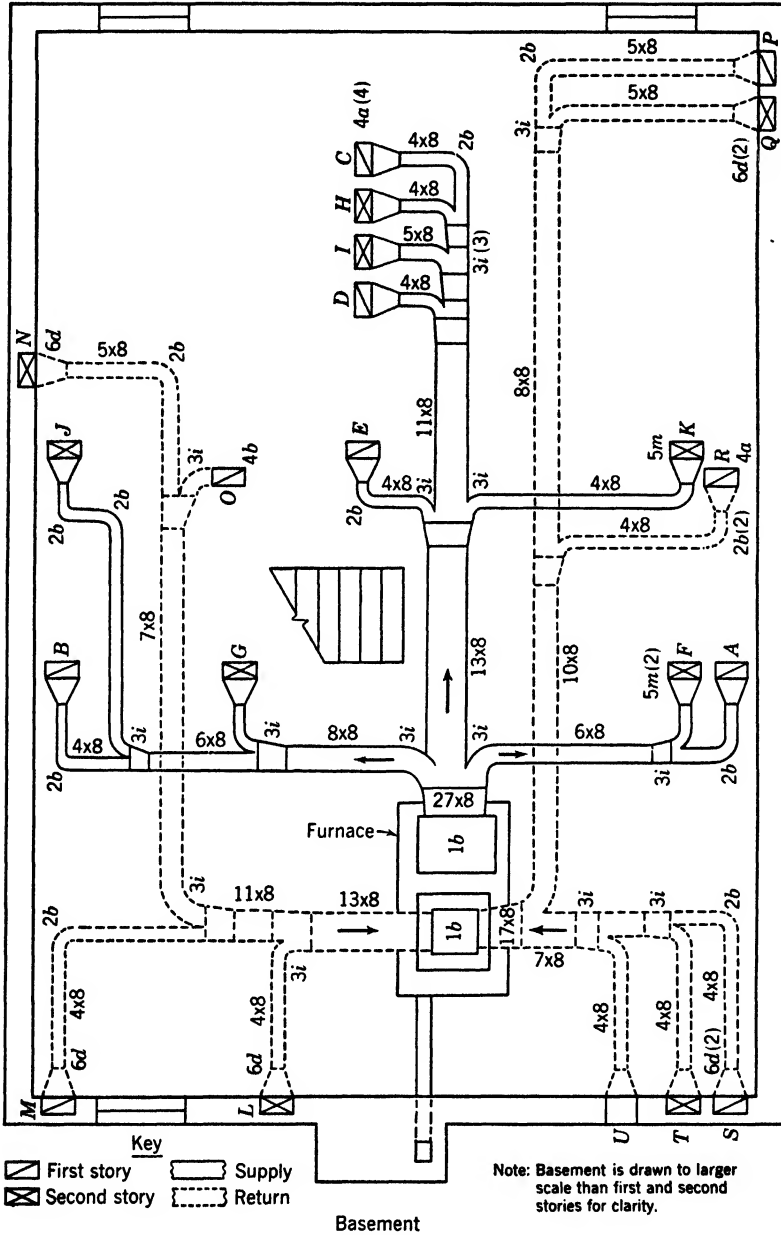 P
5x8
2b
5x8
3i
Q
6d(2)
4a(4)
C
4x8
2b
H
4x8
I
5x8
3i(3)
D
4x8
N
6d
5x8
2b
8x8
11x8
J
2b
2b
3i
O
4b
E
4x8
2b
3i
3i
K
5m
4x8
R
4a
4x8
2b(2)
7x8
13x8
10x8
B
4x8
2b
3i
6x8
G
3i
8x8
3i
3i
6x8
F
5m(2)
A
3i
2b
27x8
Furnace
1b
1b
3i
11x8
13x8
17x8
3i
3i
2b
7x8
2b
3i
4x8
6d
M
4x8
6d
L
4x8
U
4x8
T
4x8
6d(2)
S
Key
First story
Supply
Second story
Return
Note: Basement is drawn to larger
scale than first and second
stories for clarity.
Basement